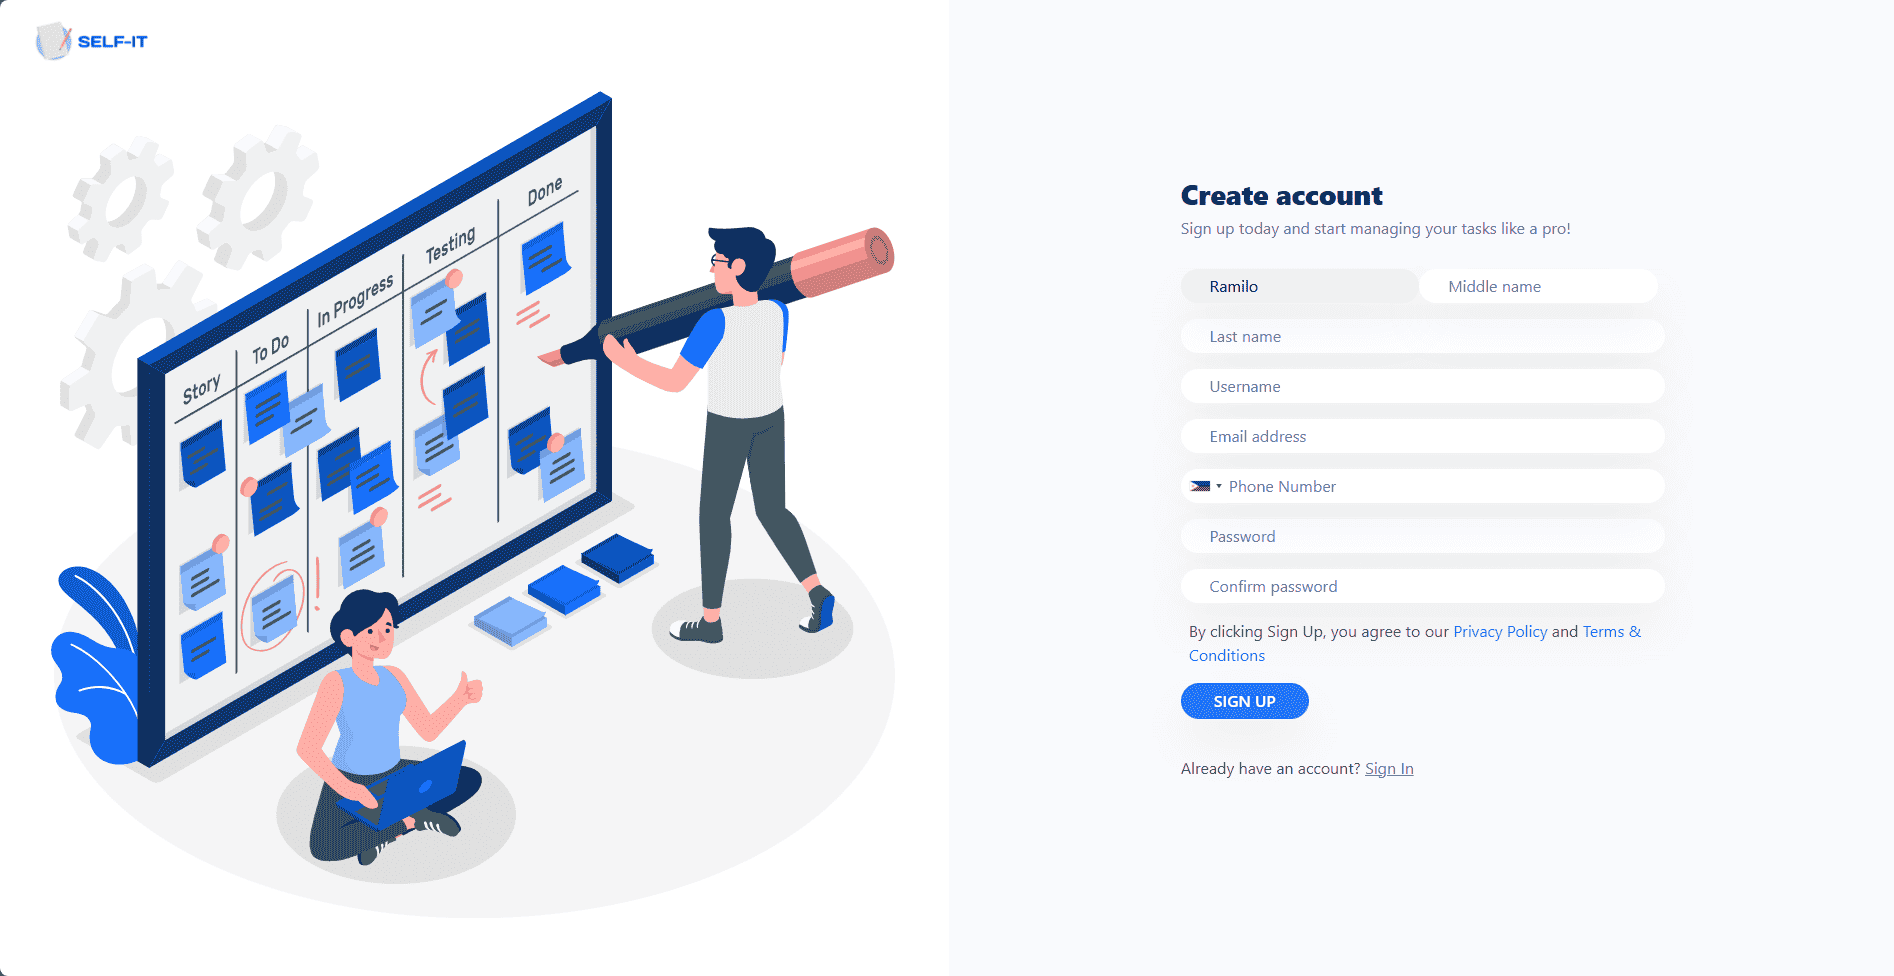 SELF-IT
Story
To Do
In Progress
Testing
Done
Create account
Sign up today and start managing your tasks like a pro!
Ramilo
Middle name
Last name
Username
Email address
Phone Number
Password
Confirm password
By clicking Sign Up, you agree to our Privacy Policy and Terms &
Conditions
SIGN UP
Already have an account? Sign In